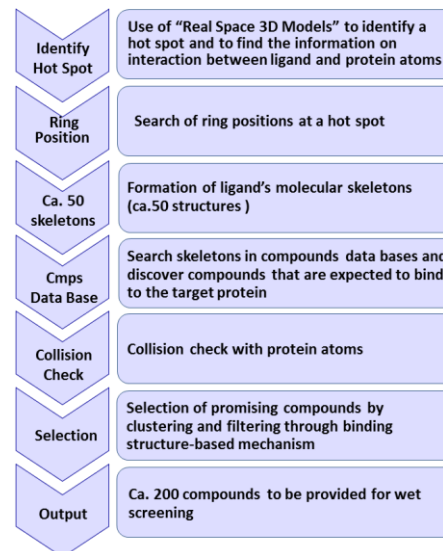 Identify
Hot Spot
Use of “Real Space 3D Models” to identify a
hot spot and to find the information on
interaction between ligand and protein atoms
Ring
Position
Search of ring positions at a hot spot
Ca. 50
skeletons
Formation of ligand’s molecular skeletons
(ca.50 structures )
Cmps
Data Base
Search skeletons in compounds data bases and
discover compounds that are expected to bind
to the target protein
Collision
Check
Collision check with protein atoms
Selection
Selection of promising compounds by
clustering and filtering through binding
structure-based mechanism
Output
Ca. 200 compounds to be provided for wet
screening